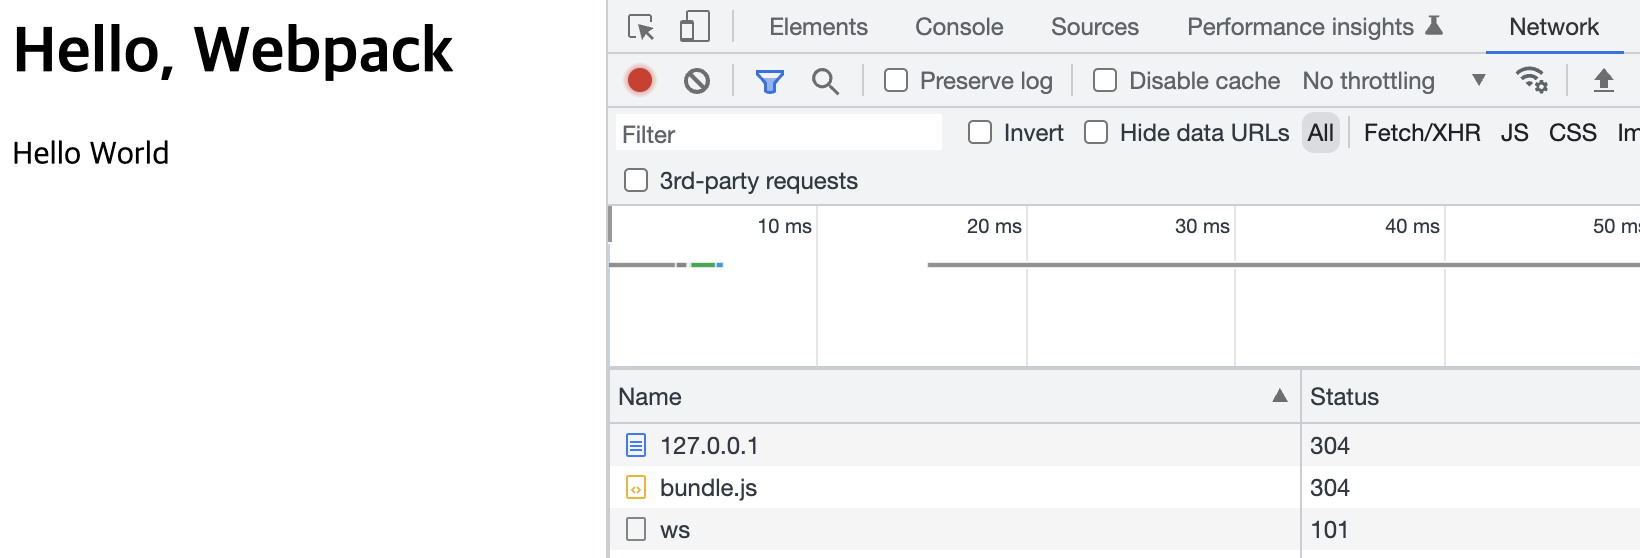 Hello, Webpack
Hello World
Elements Console Sources Performance insights Network
Preserve log Disable cache No throttling
Filter Invert Hide data URLs All Fetch/XHR JS CSS Im
3rd-party requests
10 ms 20 ms 30 ms 40 ms 50 ms
Name Status
127.0.0.1 304
bundle.js 304
ws 101